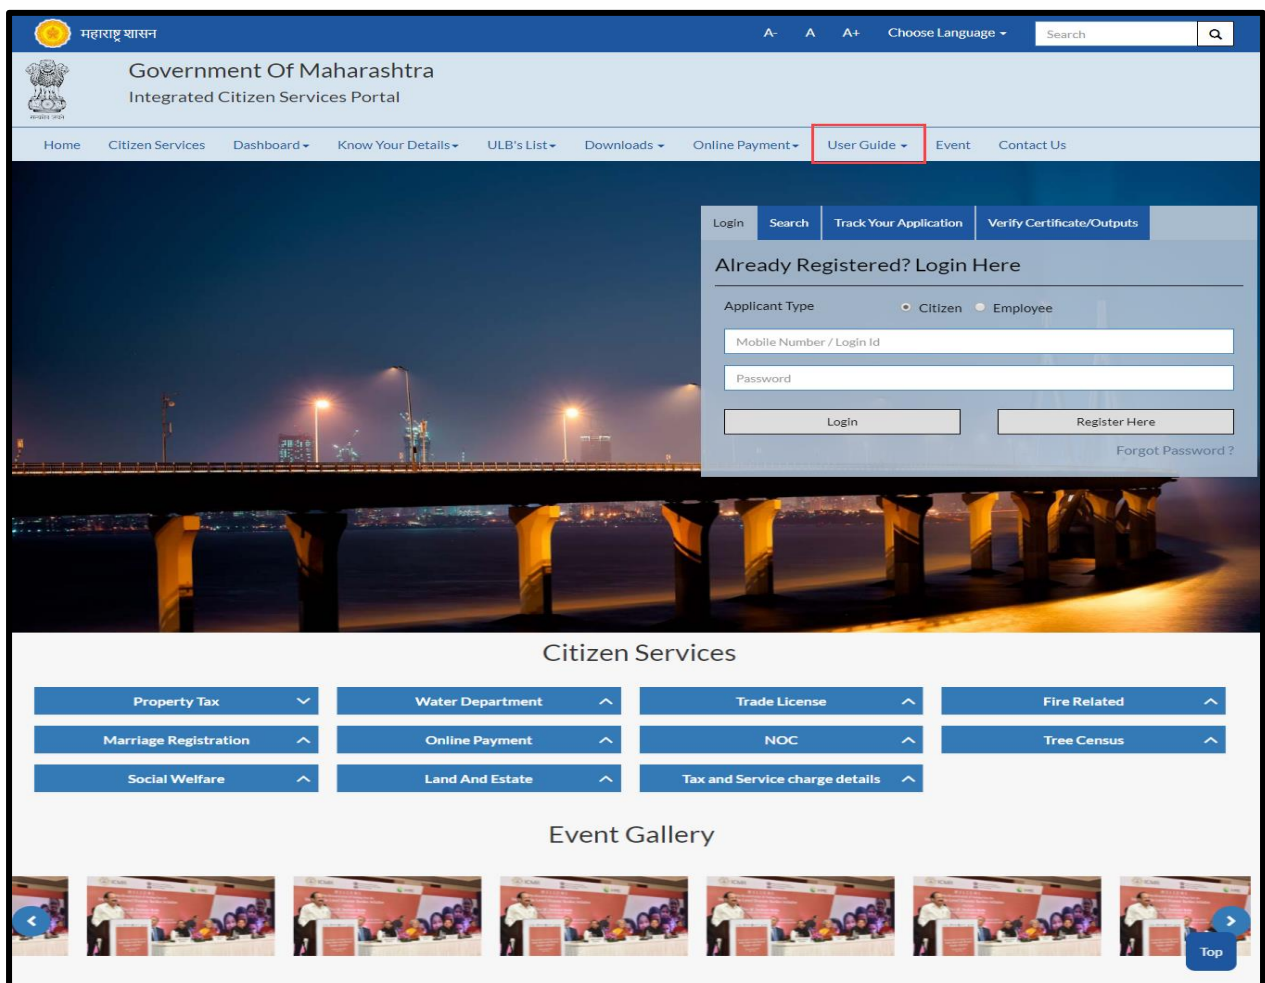 महाराष्ट्र शासन A- A A+ Choose Language Search
Government Of Maharashtra
Integrated Citizen Services Portal
सत्यमेव जयते
Home Citizen Services Dashboard Know Your Details ULB's List Downloads Online Payment User Guide Event Contact Us
Login Search Track Your Application Verify Certificate/Outputs
Already Registered? Login Here
Applicant Type Citizen Employee
Mobile Number / Login Id
Password
Login Register Here
Forgot Password ?
Citizen Services
Property Tax Water Department Trade License Fire Related
Marriage Registration Online Payment NOC Tree Census
Social Welfare Land And Estate Tax and Service charge details
Event Gallery
Top